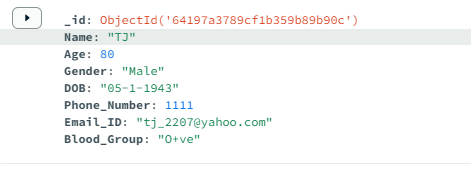 _id: ObjectId('64197a3789cf1b359b89b90c')
Name: "TJ"
Age: 80
Gender: "Male"
DOB: "05-1-1943"
Phone_Number: 1111
Email_ID: "tj_2207@yahoo.com"
Blood_Group: "O+ve"